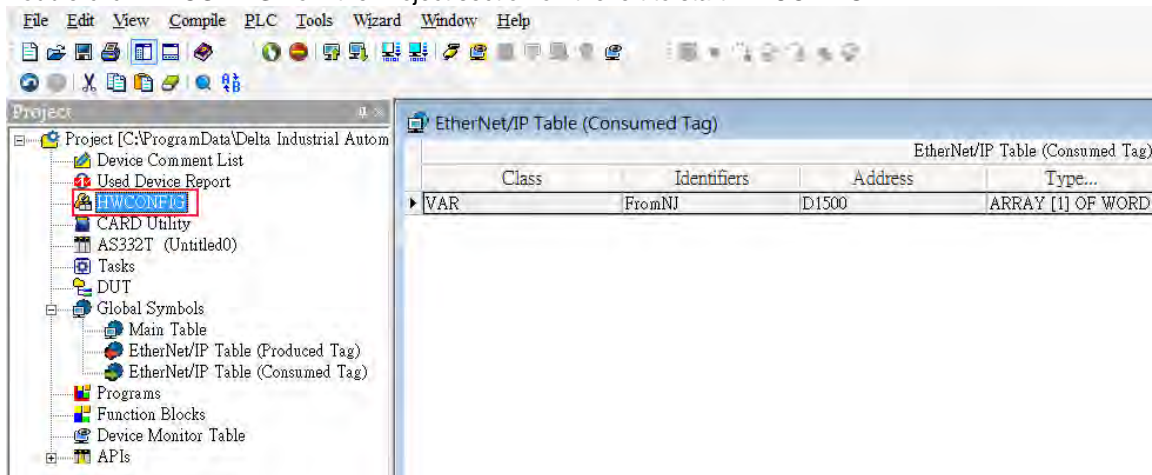 File Edit View Compile PLC Tools Wizard Window Help
Project
Project [C:\ProgramData\Delta Industrial Autom
Device Comment List
Used Device Report
HWCONFIG
CARD Utility
AS332T (Untitled0)
Tasks
DUT
Global Symbols
Main Table
EtherNet/IP Table (Produced Tag)
EtherNet/IP Table (Consumed Tag)
Programs
Function Blocks
Device Monitor Table
APIs
EtherNet/IP Table (Consumed Tag)
EtherNet/IP Table (Consumed Tag)
Class Identifiers Address Type...
VAR FromNJ D1500 ARRAY [1] OF WORD